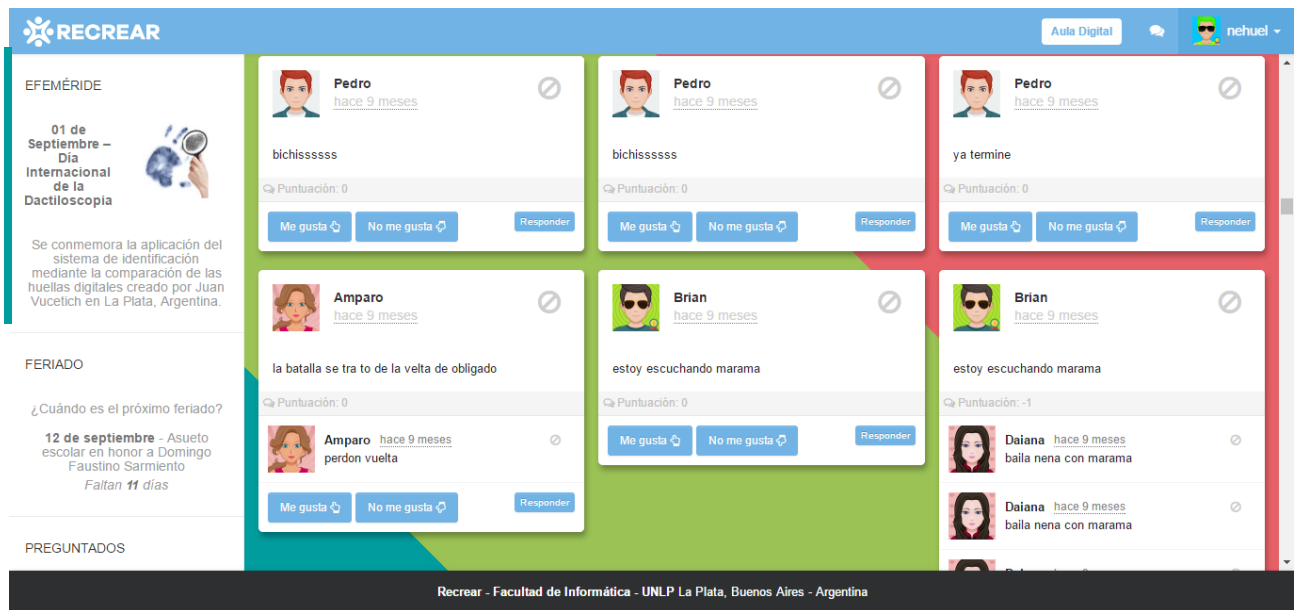 RECREAR
Aula Digital
nehuel
EFEMÉRIDE
01 de
Septiembre –
Día
Internacional
de la
Dactiloscopia
Se conmemora la aplicación del
sistema de identificación
mediante la comparación de las
huellas digitales creado por Juan
Vucetich en La Plata, Argentina.
FERIADO
¿Cuándo es el próximo feriado?
12 de septiembre - Asueto
escolar en honor a Domingo
Faustino Sarmiento
Faltan 11 días
PREGUNTADOS
Pedro
hace 9 meses
bichissssss
Puntuación: 0
Me gusta
No me gusta
Responder
Pedro
hace 9 meses
bichissssss
Puntuación: 0
Me gusta
No me gusta
Responder
Pedro
hace 9 meses
ya termine
Puntuación: 0
Me gusta
No me gusta
Responder
Amparo
hace 9 meses
la batalla se tra to de la velta de obligado
Puntuación: 0
Amparo hace 9 meses
perdon vuelta
Me gusta
No me gusta
Responder
Brian
hace 9 meses
estoy escuchando marama
Puntuación: 0
Me gusta
No me gusta
Responder
Brian
hace 9 meses
estoy escuchando marama
Puntuación: -1
Daiana hace 9 meses
baila nena con marama
Daiana hace 9 meses
baila nena con marama
Recrear - Facultad de Informática - UNLP La Plata, Buenos Aires - Argentina